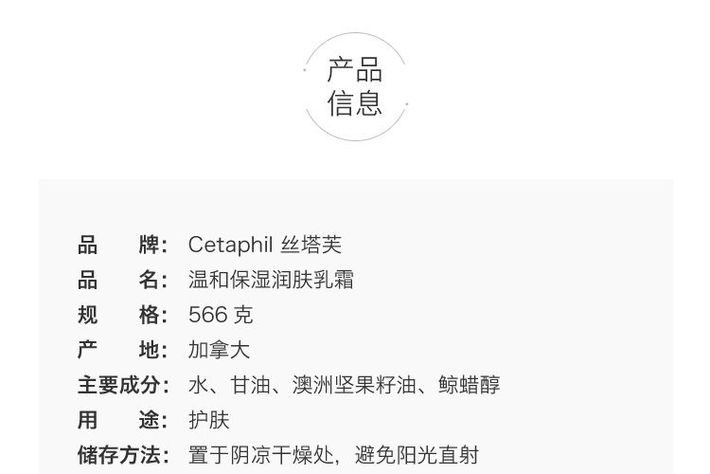 产品
信息
品 牌： Cetaphil 丝塔芙
品 名： 温和保湿润肤乳霜
规 格： 566 克
产 地： 加拿大
主要成分： 水、甘油、澳洲坚果籽油、鲸蜡醇
用 途： 护肤
储存方法： 置于阴凉干燥处，避免阳光直射